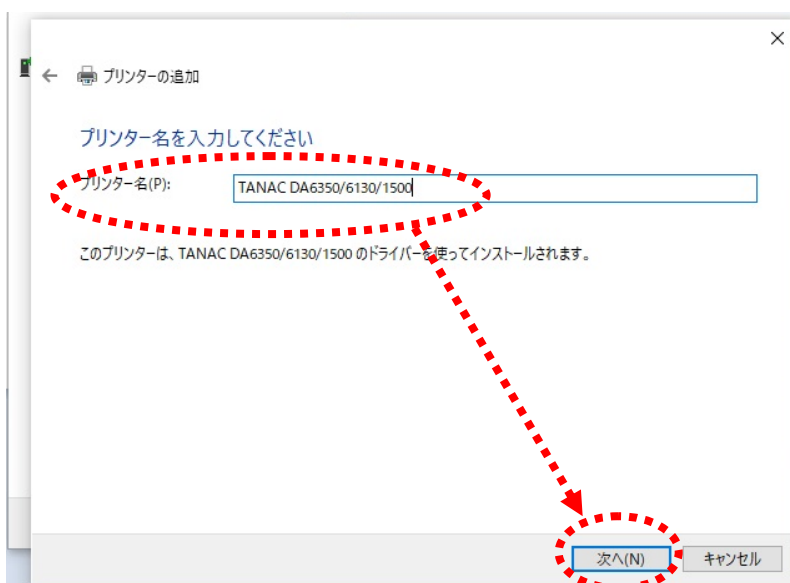 プリンターの追加
プリンター名を入力してください
プリンター名(P): TANAC DA6350/6130/1500
このプリンターは、TANAC DA6350/6130/1500 のドライバーを使ってインストールされます。
次へ(N) キャンセル